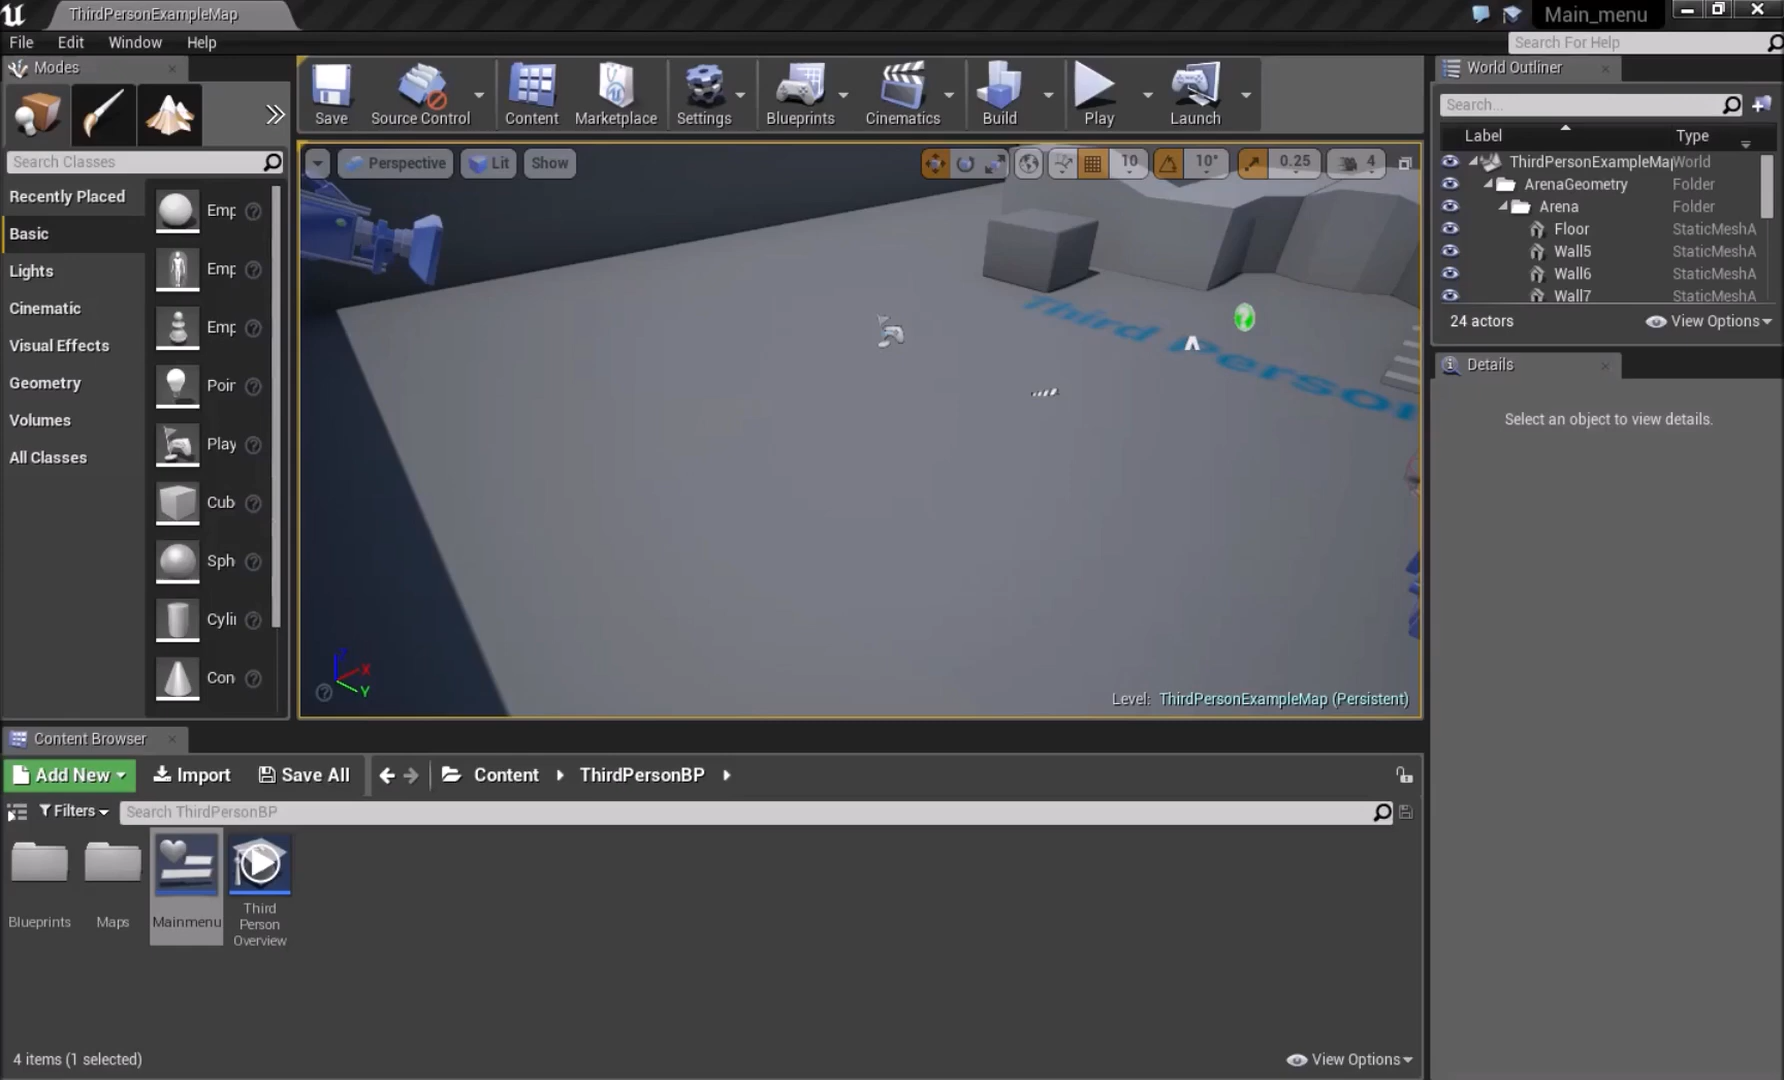 ThirdPersonExampleMap
Main_menu
File Edit Window Help
Search For Help
Modes
Save
Source Control
Content
Marketplace
Settings
Blueprints
Cinematics
Build
Play
Launch
World Outliner
Search...
Label Type
Search Classes
Perspective Lit Show
10 10° 0.25 4
ThirdPersonExampleMap World
ArenaGeometry Folder
Arena Folder
Floor StaticMeshA
Wall5 StaticMeshA
Wall6 StaticMeshA
Wall7 StaticMeshA
24 actors View Options
Recently Placed
Basic
Lights
Cinematic
Visual Effects
Geometry
Volumes
All Classes
Emp
Emp
Emp
Poin
Play
Cub
Sph
Cylin
Con
Third Person
Details
Select an object to view details.
X
Y
Z
Level: ThirdPersonExampleMap (Persistent)
Content Browser
Add New Import Save All Content ThirdPersonBP
Filters Search ThirdPersonBP
Blueprints
Maps
Mainmenu
Third
Person
Overview
4 items (1 selected)
View Options